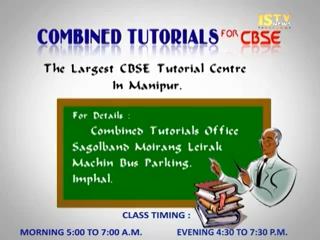 ISTV
NEWS
COMBINED TUTORIALS FOR CBSE
The Largest CBSE Tutorial Centre
In Manipur.
For Details :
Combined Tutorials Office
Sagolband Moirang Leirak
Machin Bus Parking.
Imphal.
CLASS TIMING :
MORNING 5:00 TO 7:00 A.M. EVENING 4:30 TO 7:30 P.M.